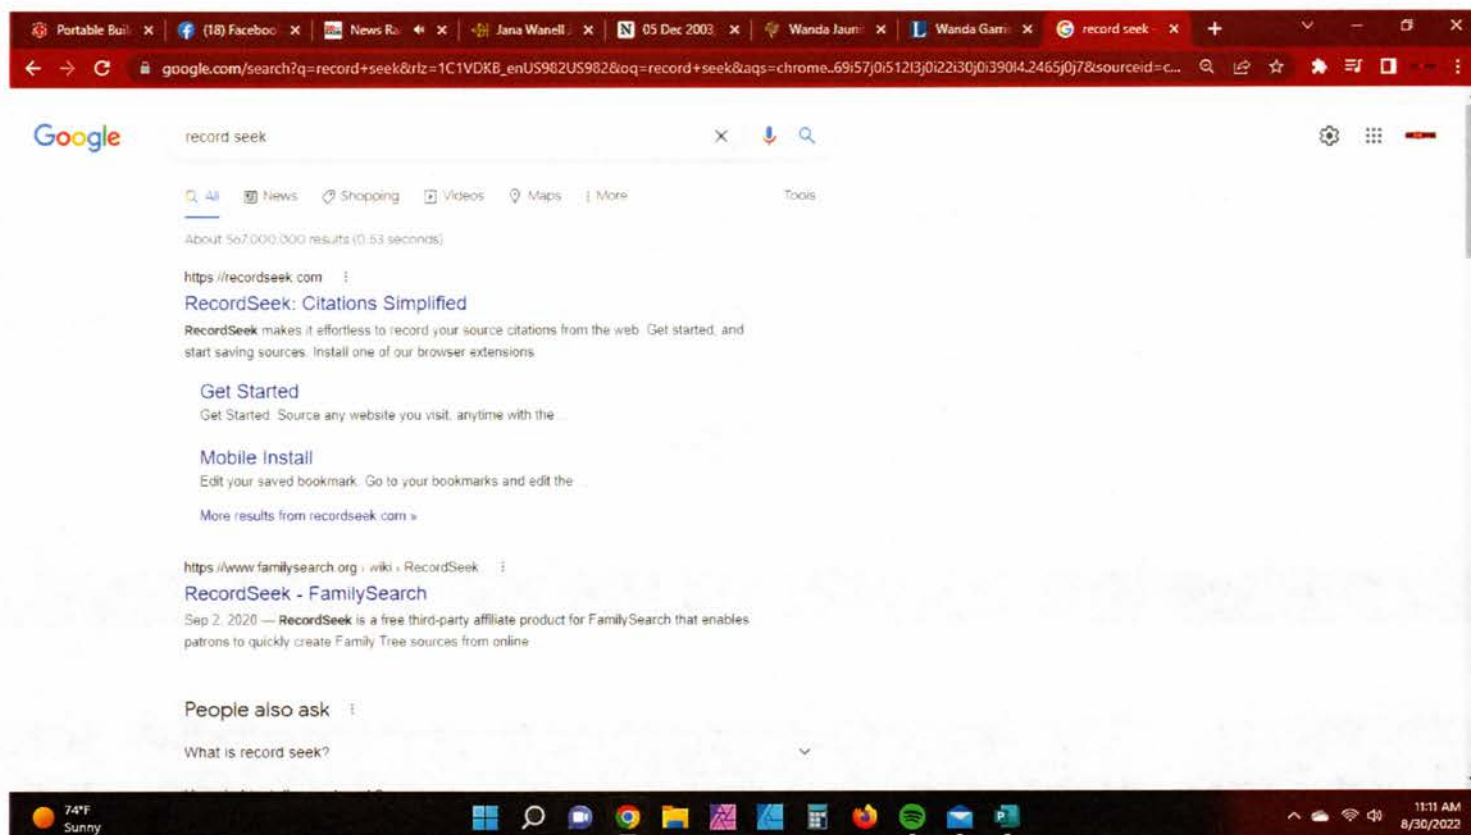 Portable Buil
(18) Faceboo
News Ra
Jana Wanell
05 Dec 2003,
Wanda Jauni
Wanda Garri
record seek -
google.com/search?q=record+seek&rlz=1C1VDKB_enUS982US982&oq=record+seek&aqs=chrome..69i57j0i512l3j0i22i30j0i390l4.2465j0j7&sourceid=c...
Google
record seek
All News Shopping Videos Maps More Tools
About 567,000,000 results (0.53 seconds)
https://recordseek.com
RecordSeek: Citations Simplified
RecordSeek makes it effortless to record your source citations from the web. Get started, and
start saving sources. Install one of our browser extensions
Get Started
Get Started. Source any website you visit, anytime with the ...
Mobile Install
Edit your saved bookmark. Go to your bookmarks and edit the ...
More results from recordseek.com »
https://www.familysearch.org › wiki › RecordSeek
RecordSeek - FamilySearch
Sep 2, 2020 — RecordSeek is a free third-party affiliate product for FamilySearch that enables
patrons to quickly create Family Tree sources from online
People also ask
What is record seek?
74°F
Sunny
11:11 AM
8/30/2022